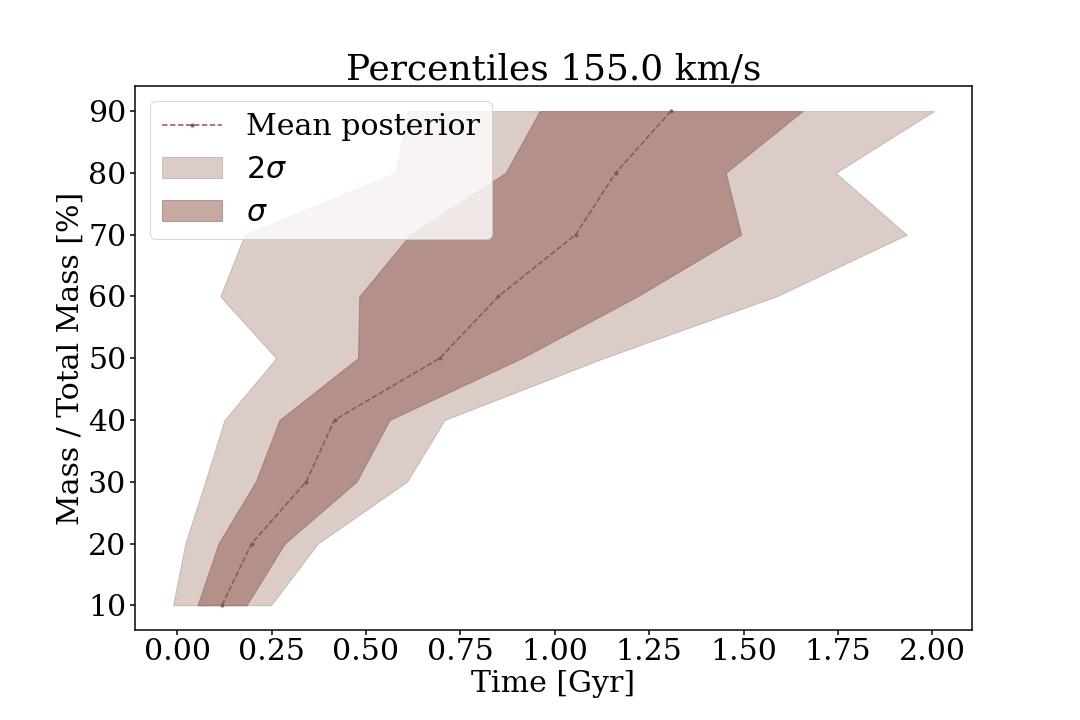 Percentiles 155.0 km/s
Mean posterior
2σ
σ
Mass / Total Mass [%]
90
80
70
60
50
40
30
20
10
0.00 0.25 0.50 0.75 1.00 1.25 1.50 1.75 2.00
Time [Gyr]